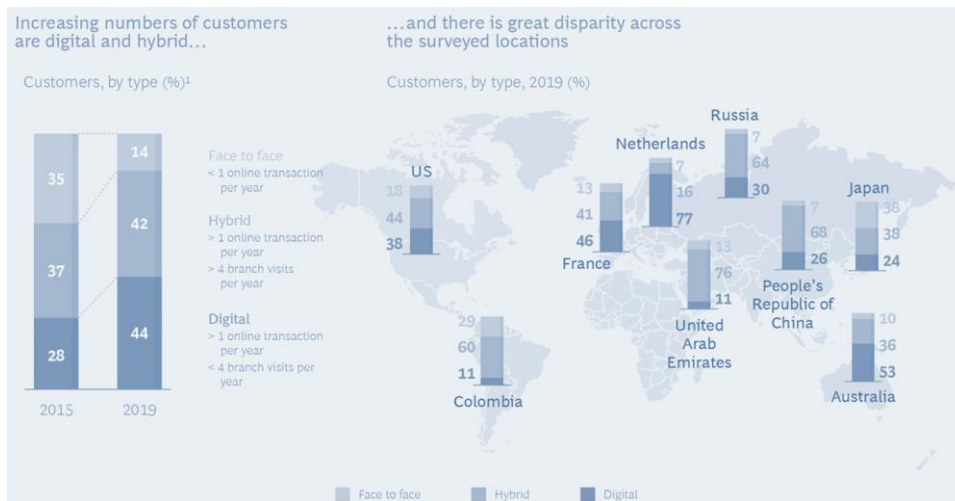 Increasing numbers of customers
are digital and hybrid…
Customers, by type (%)¹
35
37
28
2015
14
42
44
2019
Face to face
< 1 online transaction
per year
Hybrid
> 1 online transaction
per year
> 4 branch visits
per year
Digital
> 1 online transaction
per year
< 4 branch visits per
year
…and there is great disparity across
the surveyed locations
Customers, by type, 2019 (%)
US
18
44
38
Colombia
29
60
11
France
13
41
46
Netherlands
7
16
77
Russia
7
64
30
United
Arab
Emirates
13
76
11
People's
Republic of
China
7
68
26
Japan
38
38
24
Australia
10
36
53
Face to face
Hybrid
Digital